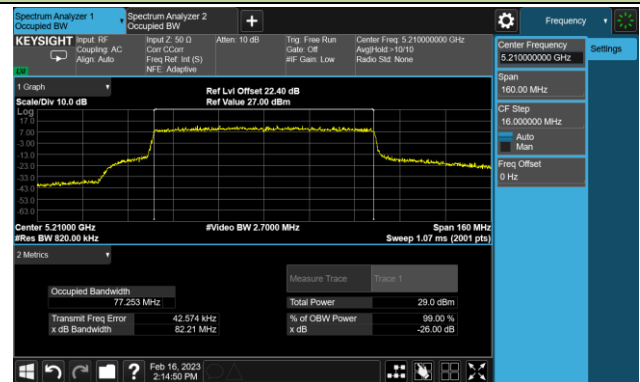 Spectrum Analyzer 1
Occupied BW
Spectrum Analyzer 2
Occupied BW
Frequency
KEYSIGHT
Input: RF
Coupling: AC
Align: Auto
Input Z: 50 Ω
Corr CCorr
Freq Ref: Int (S)
NFE: Adaptive
Atten: 10 dB
Trig: Free Run
Gate: Off
#IF Gain: Low
Center Freq: 5.210000000 GHz
Avg|Hold:>10/10
Radio Std: None
LXI
1 Graph
Scale/Div 10.0 dB
Ref Lvl Offset 22.40 dB
Ref Value 27.00 dBm
Log
17.0
7.00
-3.00
-13.0
-23.0
-33.0
-43.0
-53.0
-63.0
Center 5.21000 GHz
#Res BW 820.00 kHz
#Video BW 2.7000 MHz
Span 160 MHz
Sweep 1.07 ms (2001 pts)
2 Metrics
Measure Trace
Trace 1
Occupied Bandwidth
77.253 MHz
Total Power
29.0 dBm
Transmit Freq Error
42.574 kHz
% of OBW Power
99.00 %
x dB Bandwidth
82.21 MHz
x dB
-26.00 dB
Feb 16, 2023
2:14:50 PM
Center Frequency
5.210000000 GHz
Settings
Span
160.00 MHz
CF Step
16.000000 MHz
Auto
Man
Freq Offset
0 Hz